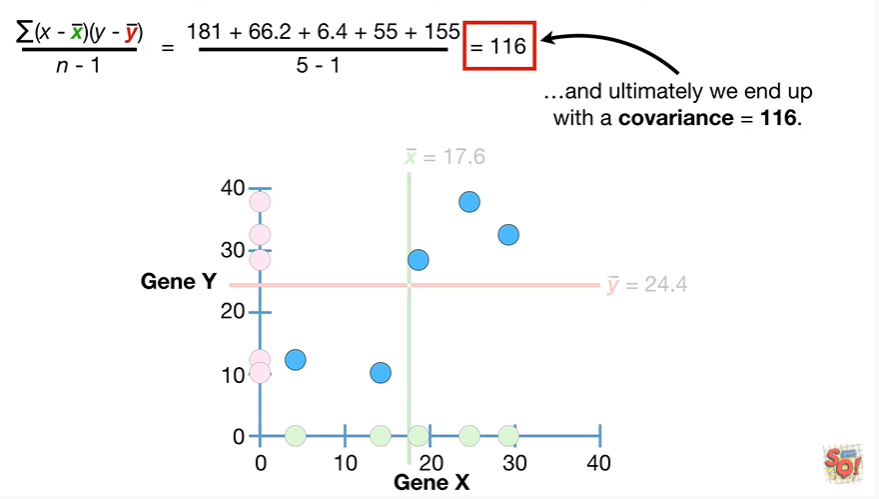 ∑(x - x̄)(y - ȳ) / n - 1 = 181 + 66.2 + 6.4 + 55 + 155 / 5 - 1 = 116
…and ultimately we end up
with a covariance = 116.
x̄ = 17.6
40
30
Gene Y
ȳ = 24.4
20
10
0
0 10 20 30 40
Gene X
SQ!